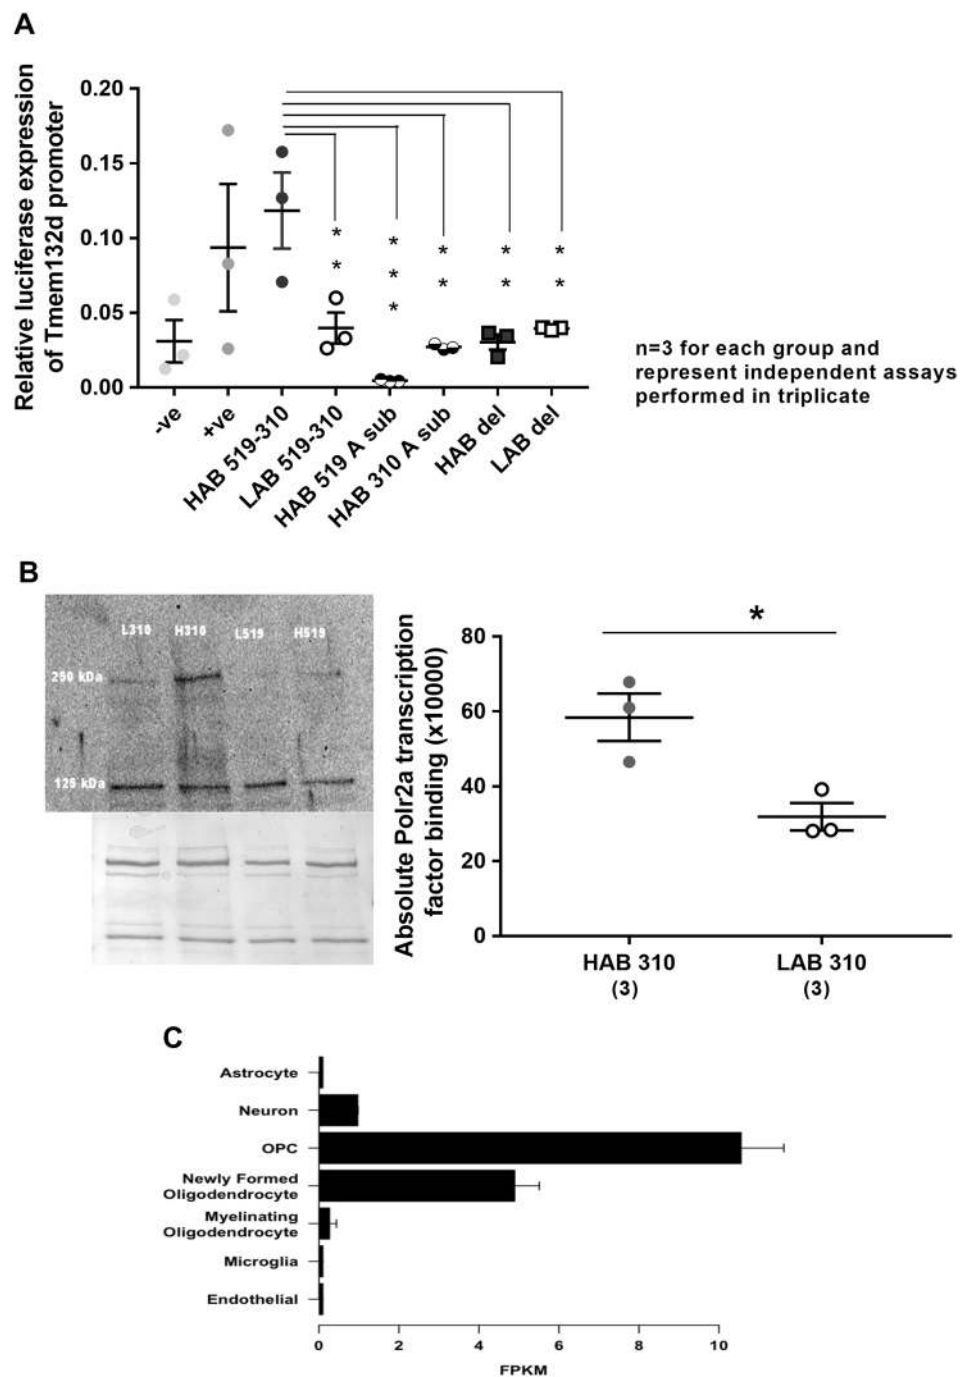 A
Relative luciferase expression
of Tmem132d promoter
0.20
0.15
0.10
0.05
0.00
* * * * *
* * * * *
*
-ve
+ve
HAB 519-310
LAB 519-310
HAB 519 A sub
HAB 310 A sub
HAB del
LAB del
n=3 for each group and
represent independent assays
performed in triplicate
B
L310 H310 L519 H519
250 kDa
125 kDa
Absolute Polr2a transcription
factor binding (x10000)
*
80
60
40
20
0
HAB 310 LAB 310
(3) (3)
C
Astrocyte
Neuron
OPC
Newly Formed
Oligodendrocyte
Myelinating
Oligodendrocyte
Microglia
Endothelial
0 2 4 6 8 10
FPKM